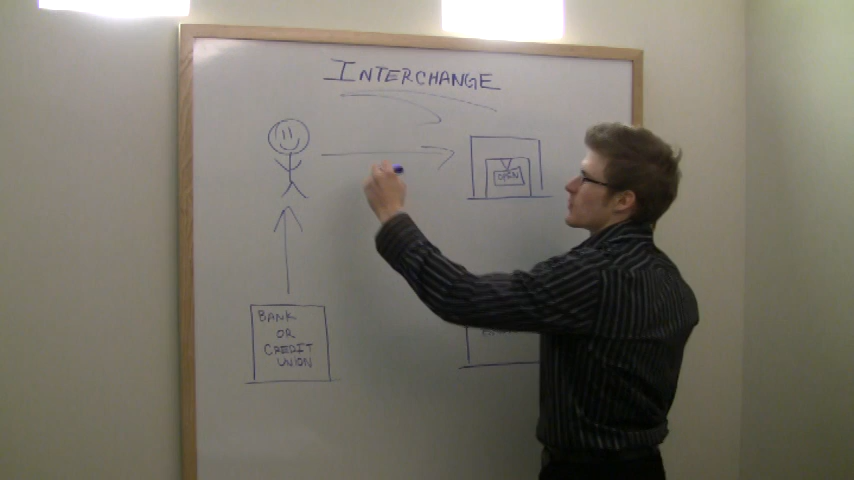 INTERCHANGE
OPEN
BANK
OR
CREDIT
UNION